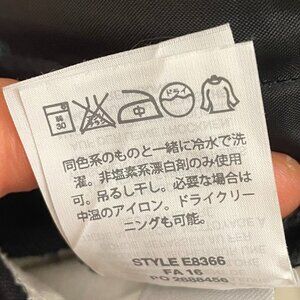 弱
30
中
ドライ
同色系のものと一緒に冷水で洗
濯。非塩素系漂白剤のみ使用
可。吊るし干し。必要な場合は
中温のアイロン。ドライクリー
ニングも可能。
STYLE E8366
FA 16
PO 2688456